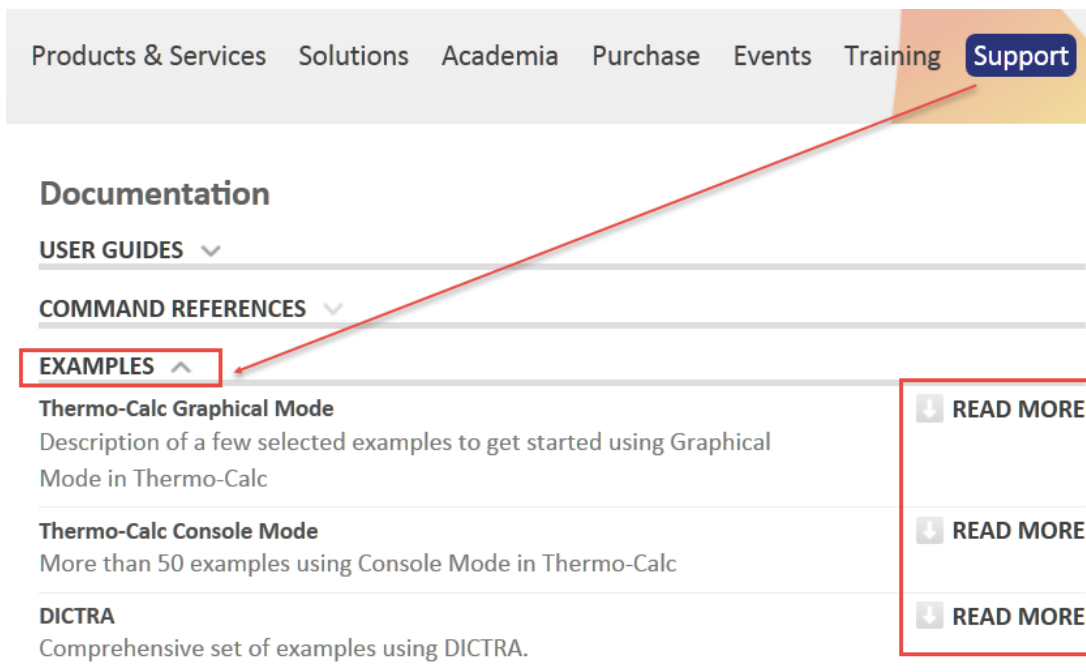 Products & Services Solutions Academia Purchase Events Training Support
Documentation
USER GUIDES
COMMAND REFERENCES
EXAMPLES
Thermo-Calc Graphical Mode READ MORE
Description of a few selected examples to get started using Graphical
Mode in Thermo-Calc
Thermo-Calc Console Mode READ MORE
More than 50 examples using Console Mode in Thermo-Calc
DICTRA READ MORE
Comprehensive set of examples using DICTRA.